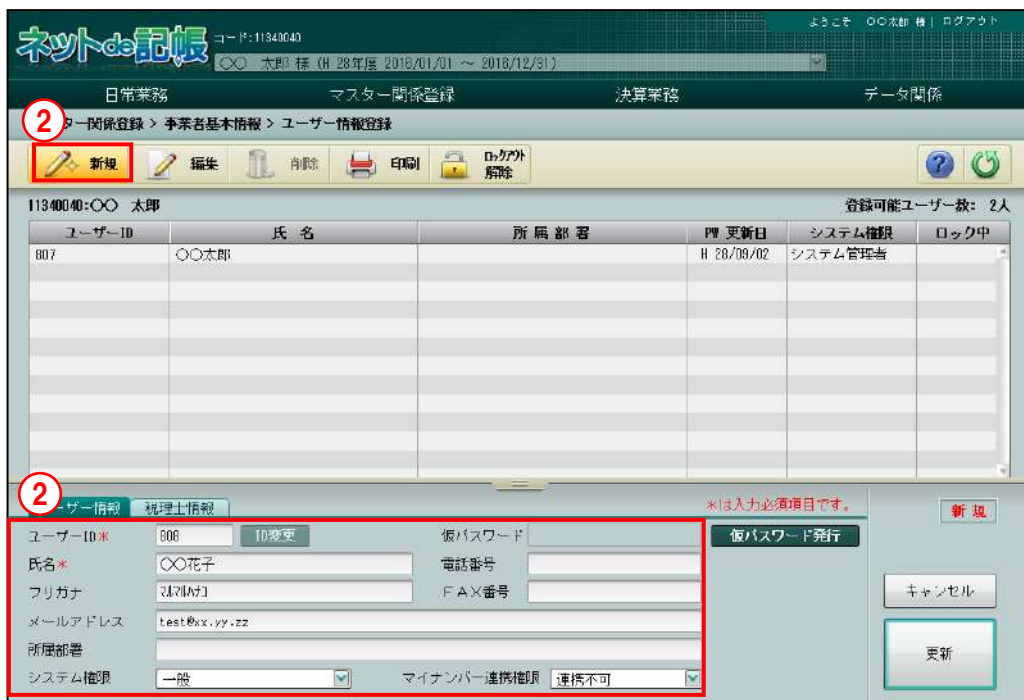 ようこそ 〇〇太郎 様 | ログアウト
ネットde記帳 コード:11340040
〇〇 太郎 様 (H 28年度 2016/01/01 ～ 2016/12/31)
日常業務 マスター関係登録 決算業務 データ関係
② ター関係登録 > 事業者基本情報 > ユーザー情報登録
新規 編集 削除 印刷 ロックアウト解除 ?
11340040:〇〇 太郎 登録可能ユーザー数: 2人
ユーザーID 氏 名 所 属 部 署 PW 更新日 システム権限 ロック中
807 〇〇太郎 H 28/09/02 システム管理者
② ーザー情報 税理士情報 *は入力必須項目です。 新 規
ユーザーID* 808 ID変更 仮パスワード 仮パスワード発行
氏名* 〇〇花子 電話番号
フリガナ ﾏﾙﾏﾙﾊﾅｺ FAX番号 キャンセル
メールアドレス test@xx.yy.zz
所属部署 更新
システム権限 一般 マイナンバー連携権限 連携不可